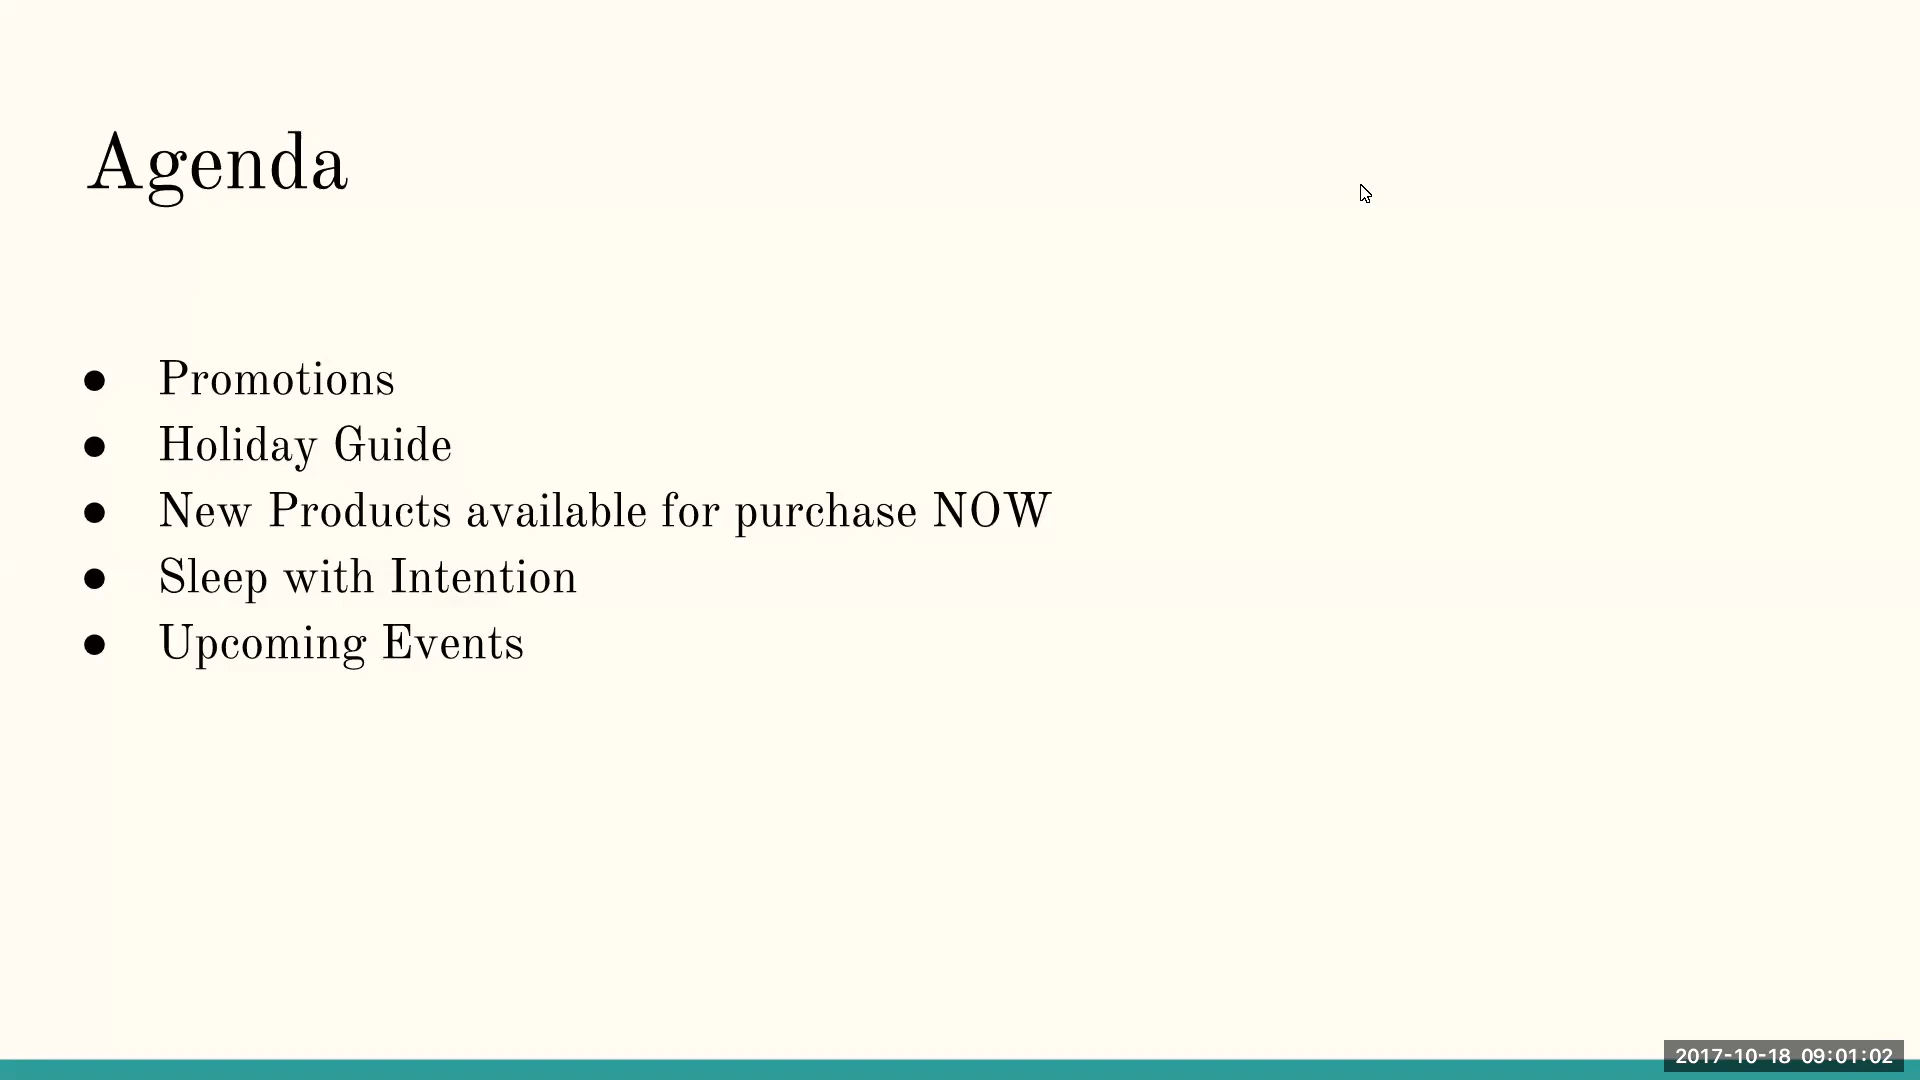 Agenda
● Promotions
● Holiday Guide
● New Products available for purchase NOW
● Sleep with Intention
● Upcoming Events
2017-10-18 09:01:02